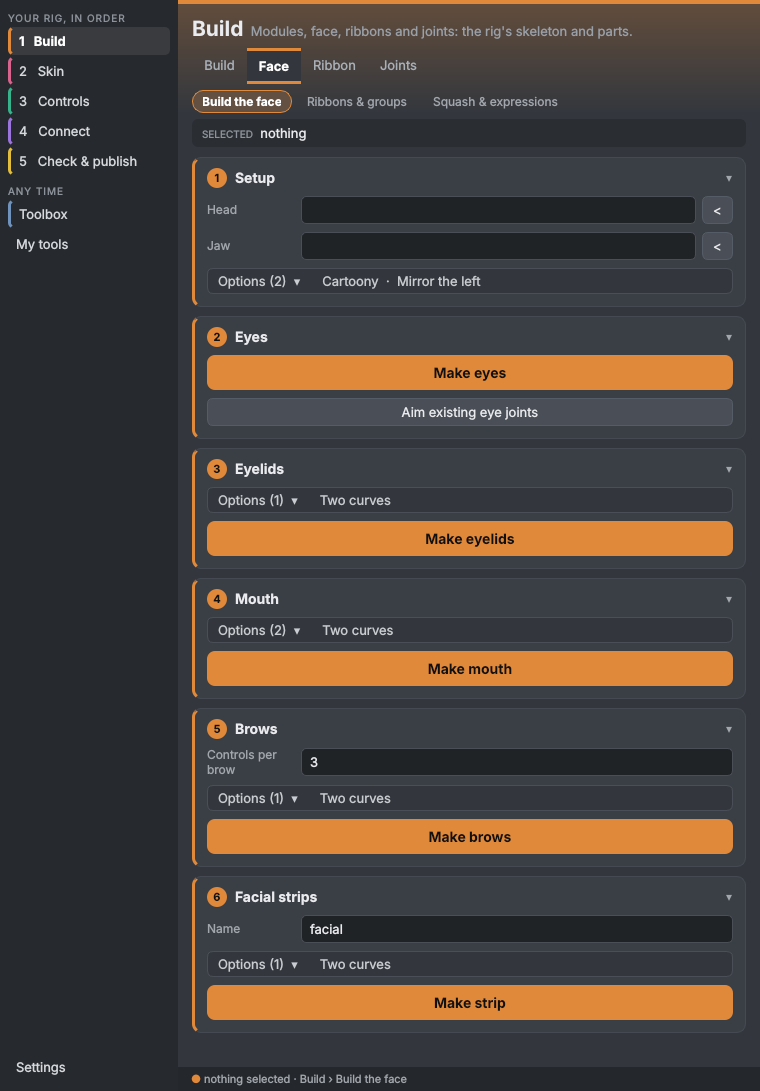 YOUR RIG, IN ORDER
1 Build
2 Skin
3 Controls
4 Connect
5 Check & publish
ANY TIME
Toolbox
My tools
Settings
Build Modules, face, ribbons and joints: the rig's skeleton and parts.
Build Face Ribbon Joints
Build the face Ribbons & groups Squash & expressions
SELECTED nothing
1 Setup ▾
Head <
Jaw <
Options (2) ▾ Cartoony · Mirror the left
2 Eyes ▾
Make eyes
Aim existing eye joints
3 Eyelids ▾
Options (1) ▾ Two curves
Make eyelids
4 Mouth ▾
Options (2) ▾ Two curves
Make mouth
5 Brows ▾
Controls per
brow
3
Options (1) ▾ Two curves
Make brows
6 Facial strips ▾
Name facial
Options (1) ▾ Two curves
Make strip
nothing selected · Build › Build the face